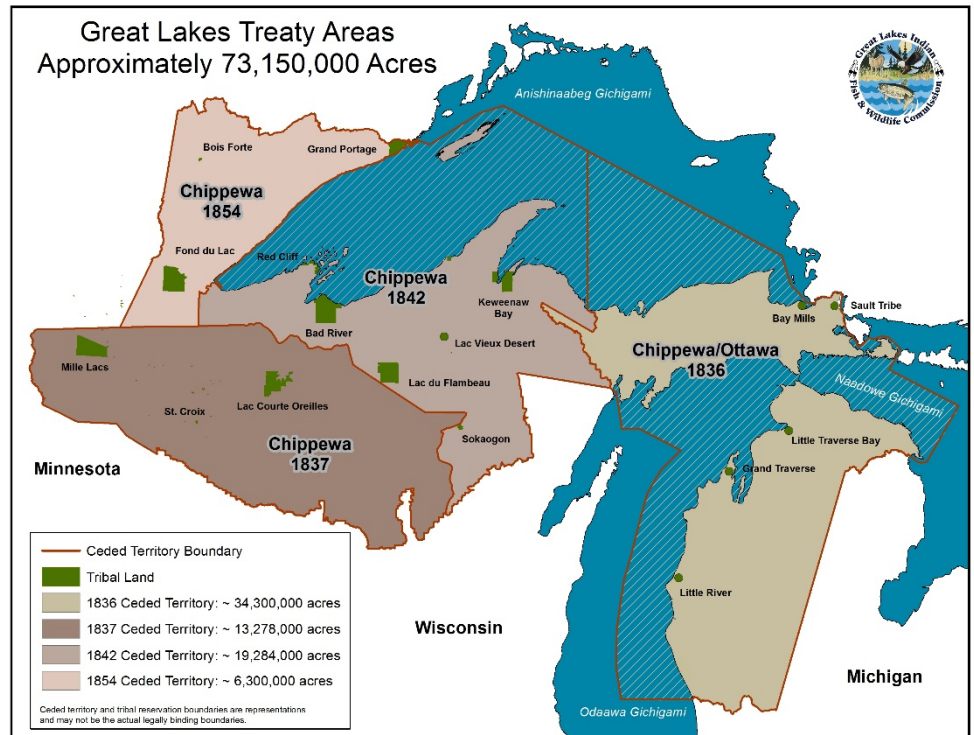 Great Lakes Treaty Areas
Approximately 73,150,000 Acres
Great Lakes Indian
Fish & Wildlife Commission
Anishinaabeg Gichigami
Bois Forte
Grand Portage
Chippewa
1854
Fond du Lac
Red Cliff
Chippewa
1842
Keweenaw
Bay
Bad River
Bay Mills
Sault Tribe
Lac Vieux Desert
Chippewa/Ottawa
1836
Mille Lacs
Lac du Flambeau
Naadowe Gichigami
St. Croix
Lac Courte Oreilles
Sokaogon
Little Traverse Bay
Chippewa
1837
Minnesota
Grand Traverse
Little River
Wisconsin
Michigan
Odaawa Gichigami
Ceded Territory Boundary
Tribal Land
1836 Ceded Territory: ~ 34,300,000 acres
1837 Ceded Territory: ~ 13,278,000 acres
1842 Ceded Territory: ~ 19,284,000 acres
1854 Ceded Territory: ~ 6,300,000 acres
Ceded territory and tribal reservation boundaries are representations
and may not be the actual legally binding boundaries.